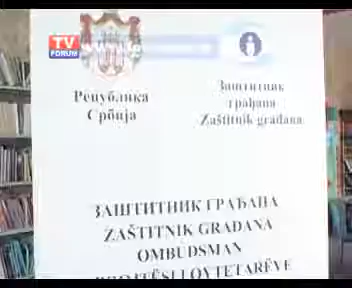 TV
FORUM
Република
Србија
Заштитник
грађана
Zaštitnik građana
ЗАШТИТНИК ГРАЂАНА
ZAŠTITNIK GRAĐANA
OMBUDSMAN